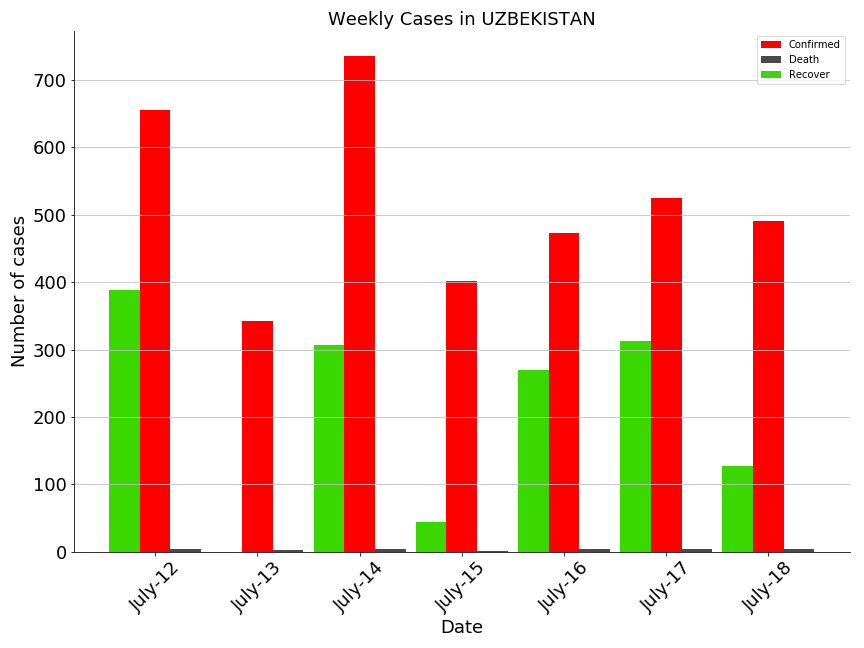 Weekly Cases in UZBEKISTAN
Confirmed
Death
Recover
Number of cases
700
600
500
400
300
200
100
0
July-12
July-13
July-14
July-15
July-16
July-17
July-18
Date